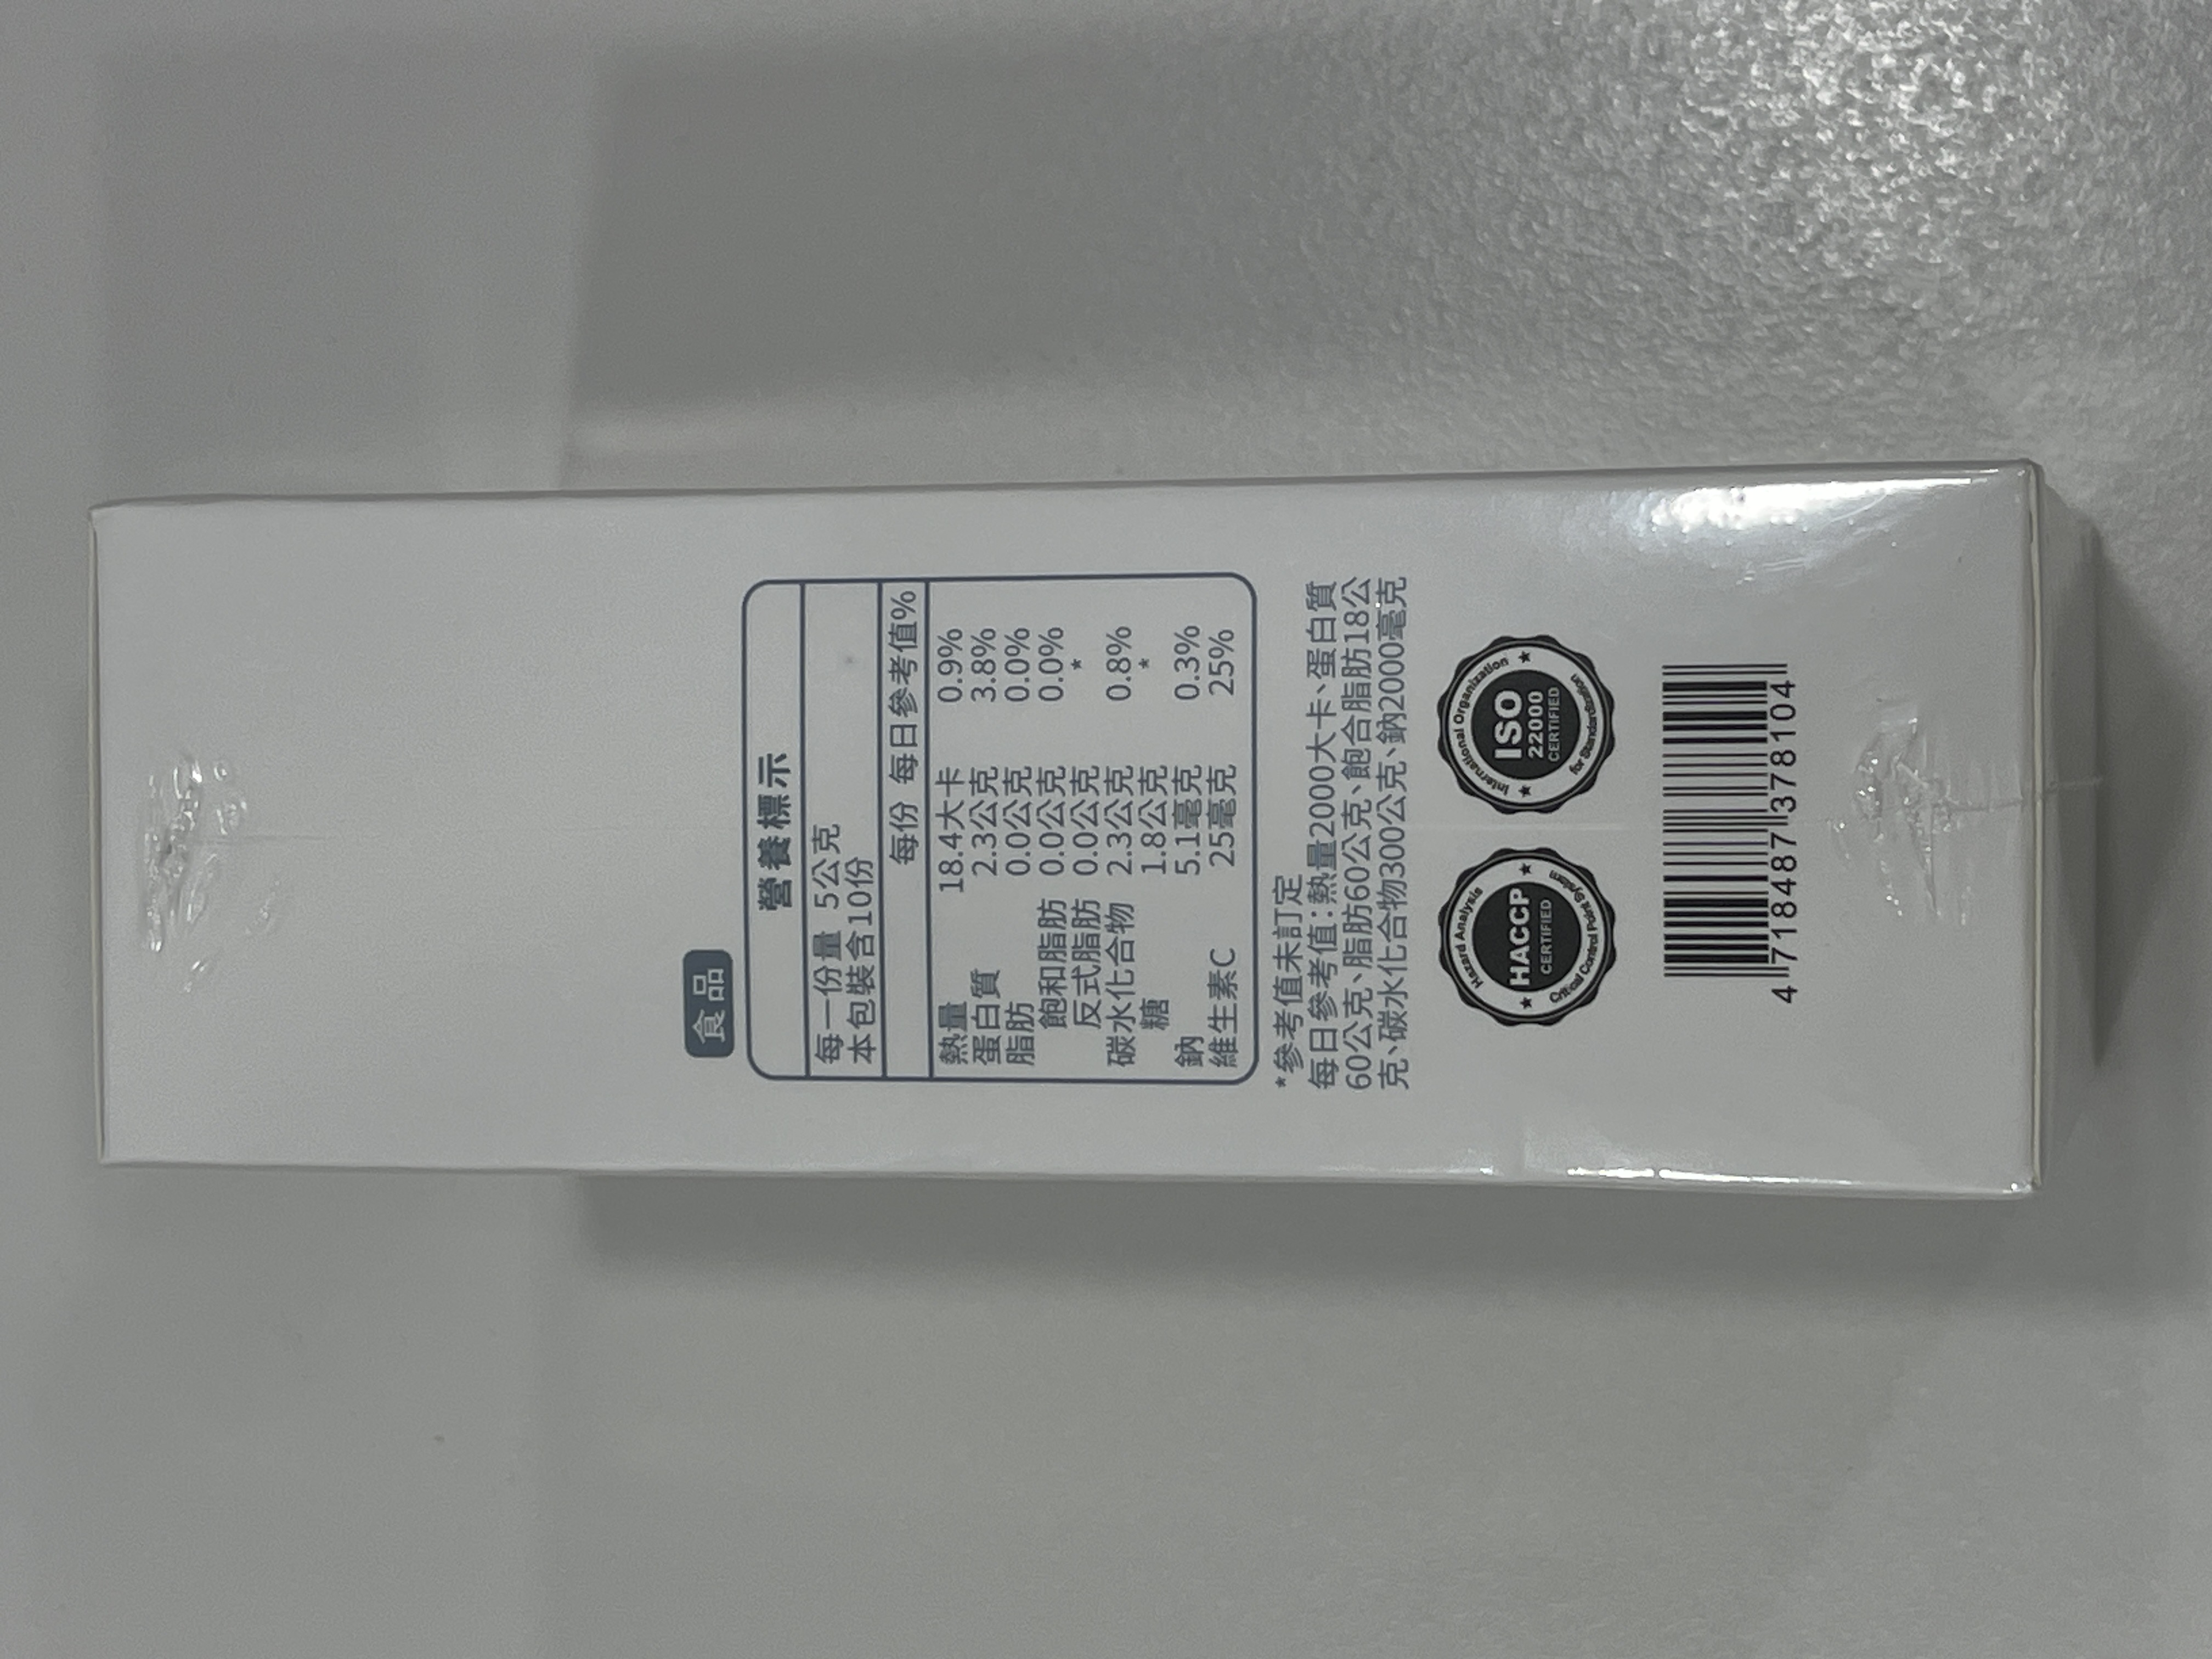 食品
營養標示
每一份量 5公克
本包裝含10份
每份 每日參考值%
熱量 18.4大卡 0.9%
蛋白質 2.3公克 3.8%
脂肪 0.0公克 0.0%
飽和脂肪 0.0公克 0.0%
反式脂肪 0.0公克 *
碳水化合物 2.3公克 0.8%
糖 1.8公克 *
鈉 5.1毫克 0.3%
維生素C 25毫克 25%
*參考值未訂定
每日參考值：熱量2000大卡、蛋白質
60公克、脂肪60公克、飽合脂肪18公
克、碳水化合物300公克、鈉2000毫克
Hazard Analysis
HACCP
CERTIFIED
Critical Control Point System
International Organization
ISO
22000
CERTIFIED
for Standardization
4 718487 378104